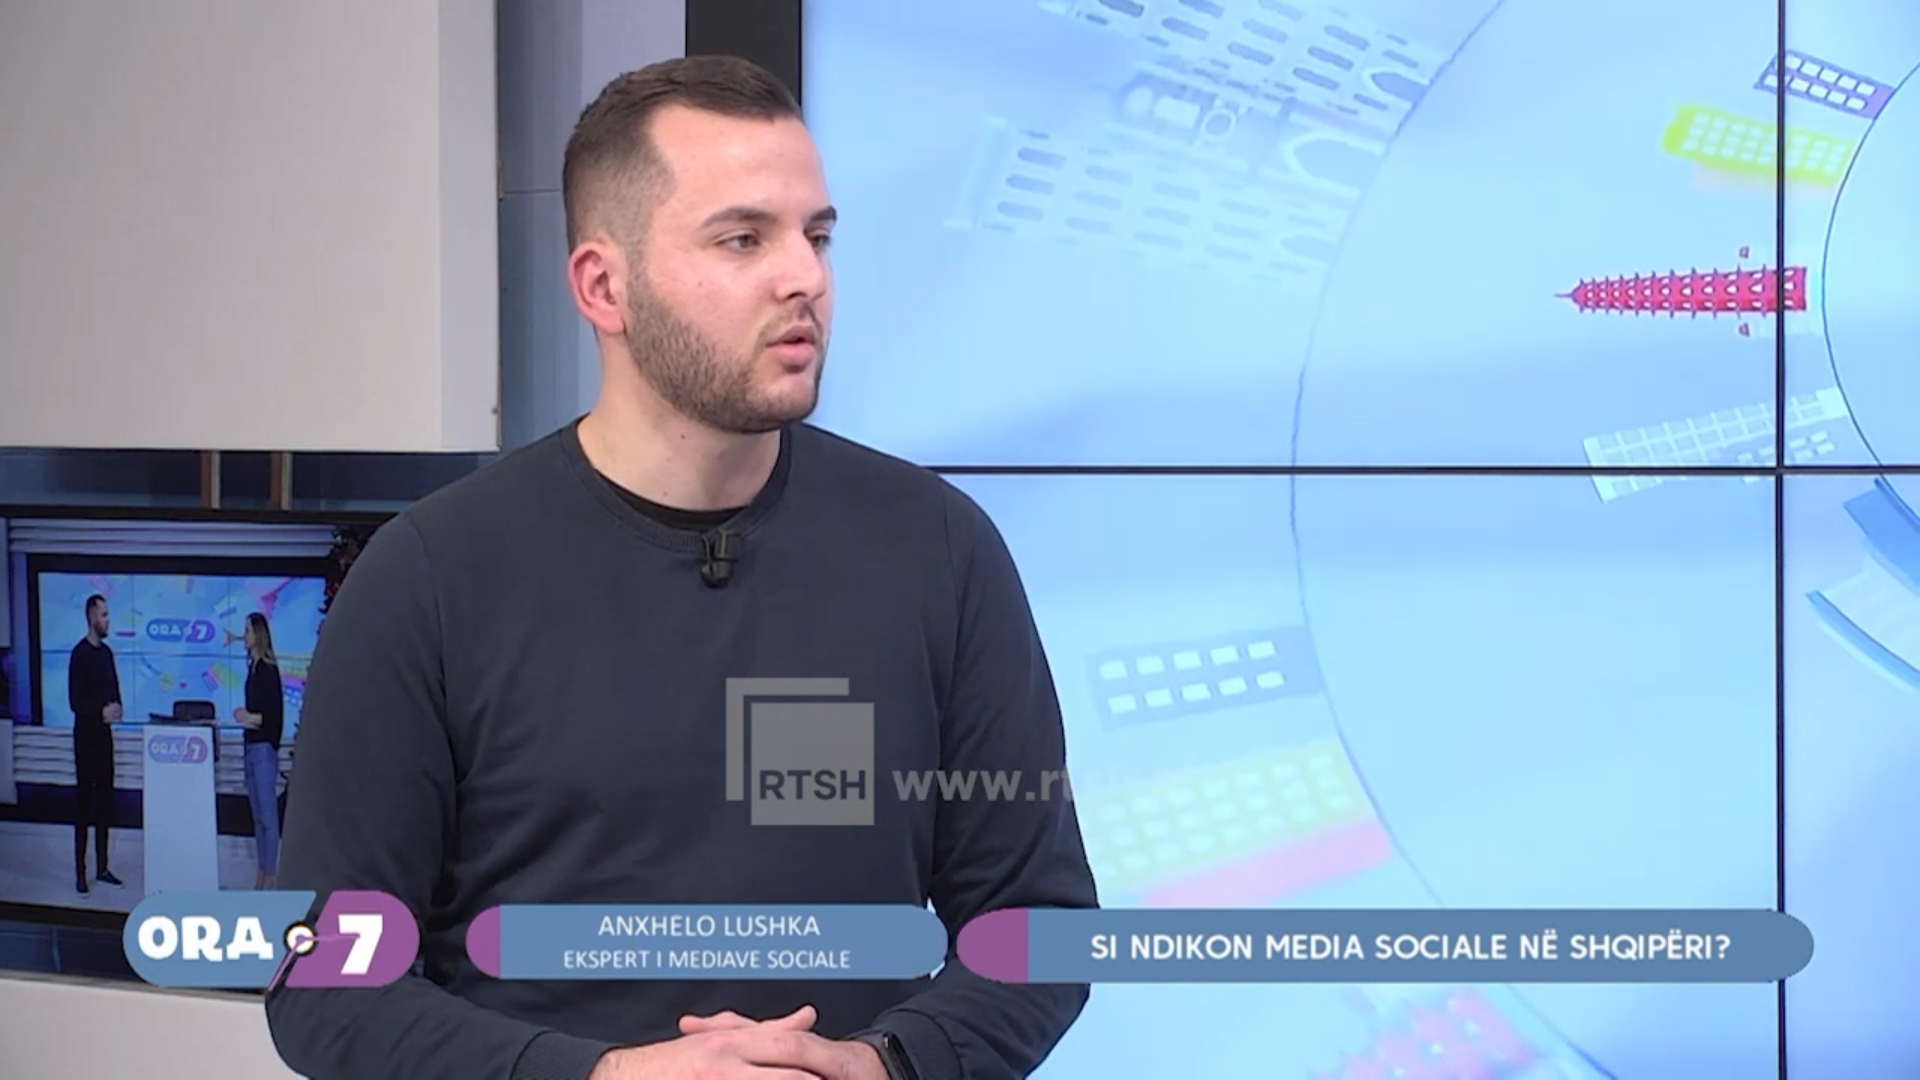 ORA 7
ORA 7
RTSH www.r
ORA 7
ANXHELO LUSHKA
EKSPERT I MEDIAVE SOCIALE
SI NDIKON MEDIA SOCIALE NË SHQIPËRI?